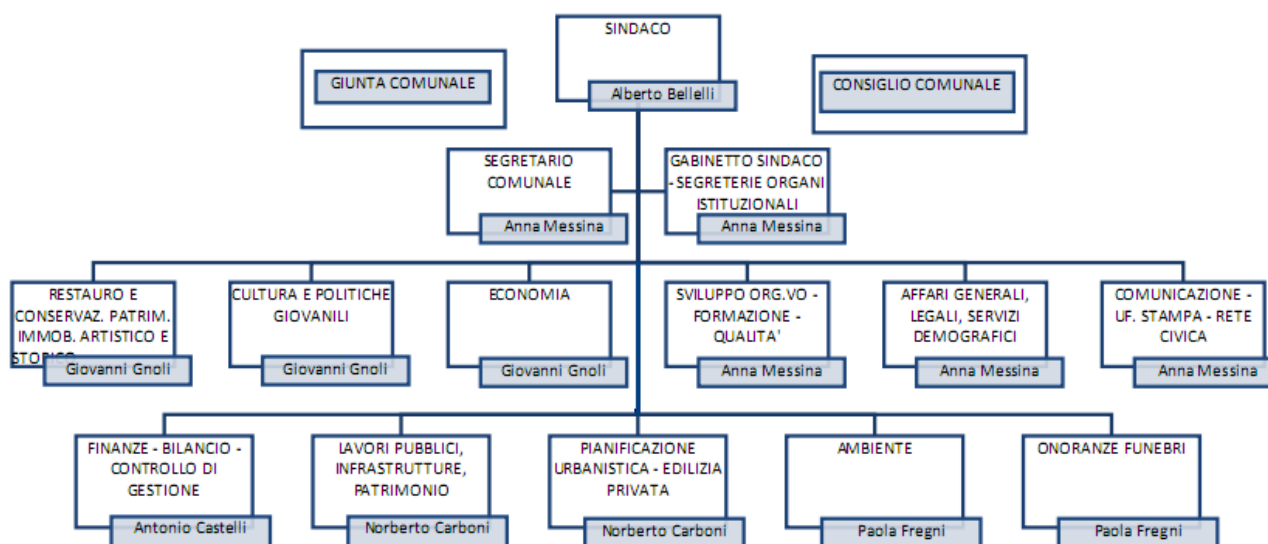 SINDACO
Alberto Bellelli
GIUNTA COMUNALE
CONSIGLIO COMUNALE
SEGRETARIO
COMUNALE
Anna Messina
GABINETTO SINDACO
- SEGRETERIE ORGANI
ISTITUZIONALI
Anna Messina
RESTAURO E
CONSERVAZ. PATRIM.
IMMOB. ARTISTICO E
STORICO
Giovanni Gnoli
CULTURA E POLITICHE
GIOVANILI
Giovanni Gnoli
ECONOMIA
Giovanni Gnoli
SVILUPPO ORG.VO -
FORMAZIONE -
QUALITA'
Anna Messina
AFFARI GENERALI,
LEGALI, SERVIZI
DEMOGRAFICI
Anna Messina
COMUNICAZIONE -
UF. STAMPA - RETE
CIVICA
Anna Messina
FINANZE - BILANCIO -
CONTROLLO DI
GESTIONE
Antonio Castelli
LAVORI PUBBLICI,
INFRASTRUTTURE,
PATRIMONIO
Norberto Carboni
PIANIFICAZIONE
URBANISTICA - EDILIZIA
PRIVATA
Norberto Carboni
AMBIENTE
Paola Fregni
ONORANZE FUNEBRI
Paola Fregni